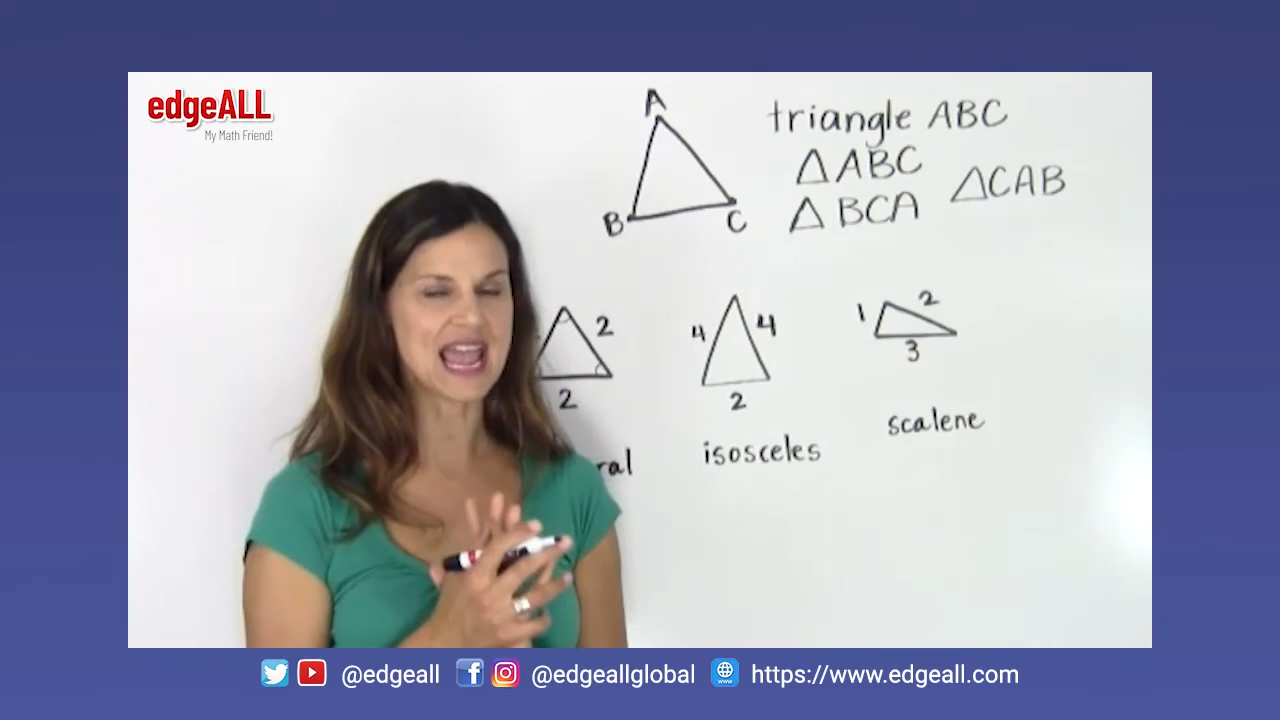 edgeALL
My Math Friend!
A
B
C
triangle ABC
△ABC
△BCA
△CAB
2
2
4
4
2
1
2
3
ral
isosceles
scalene
@edgeall
@edgeallglobal
www
https://www.edgeall.com